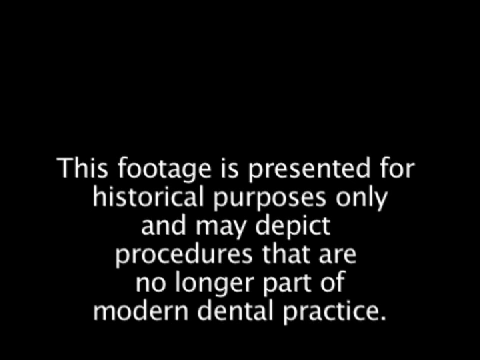 This footage is presented for
historical purposes only
and may depict
procedures that are
no longer part of
modern dental practice.